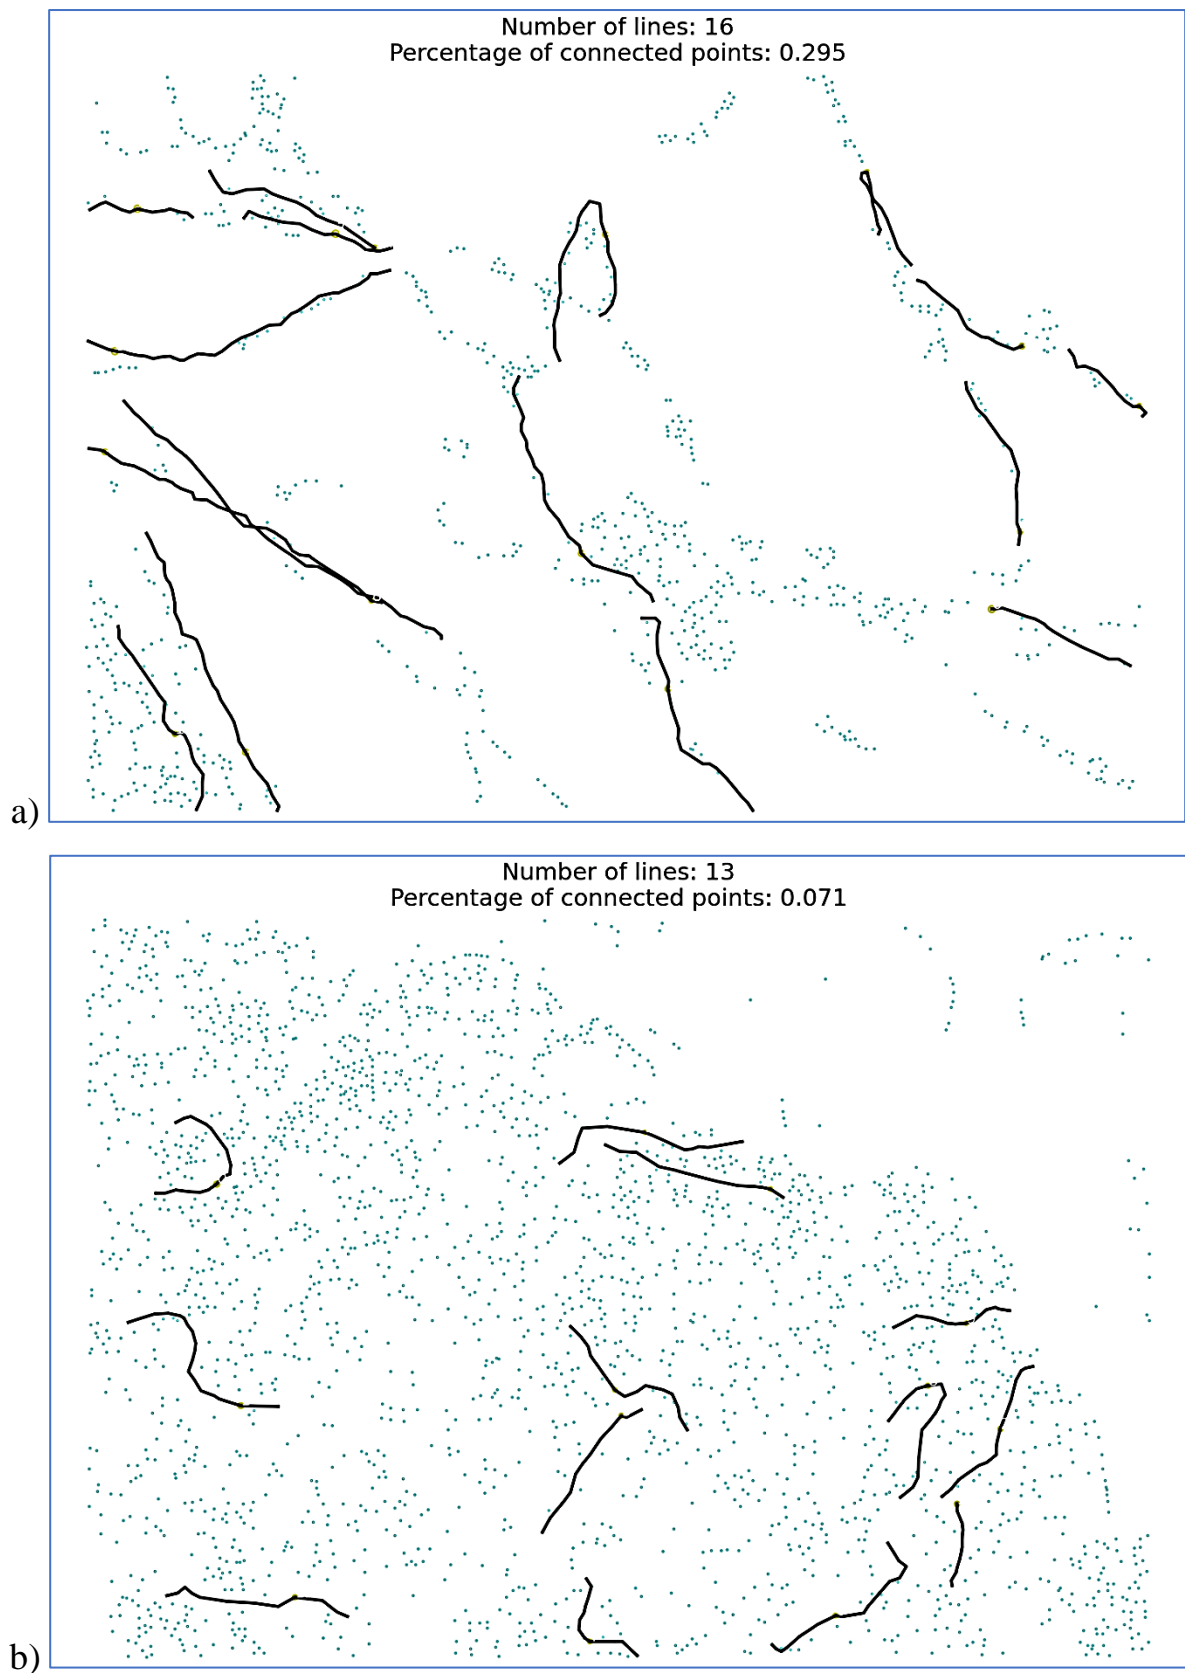 Number of lines: 16
Percentage of connected points: 0.295
a)
Number of lines: 13
Percentage of connected points: 0.071
b)